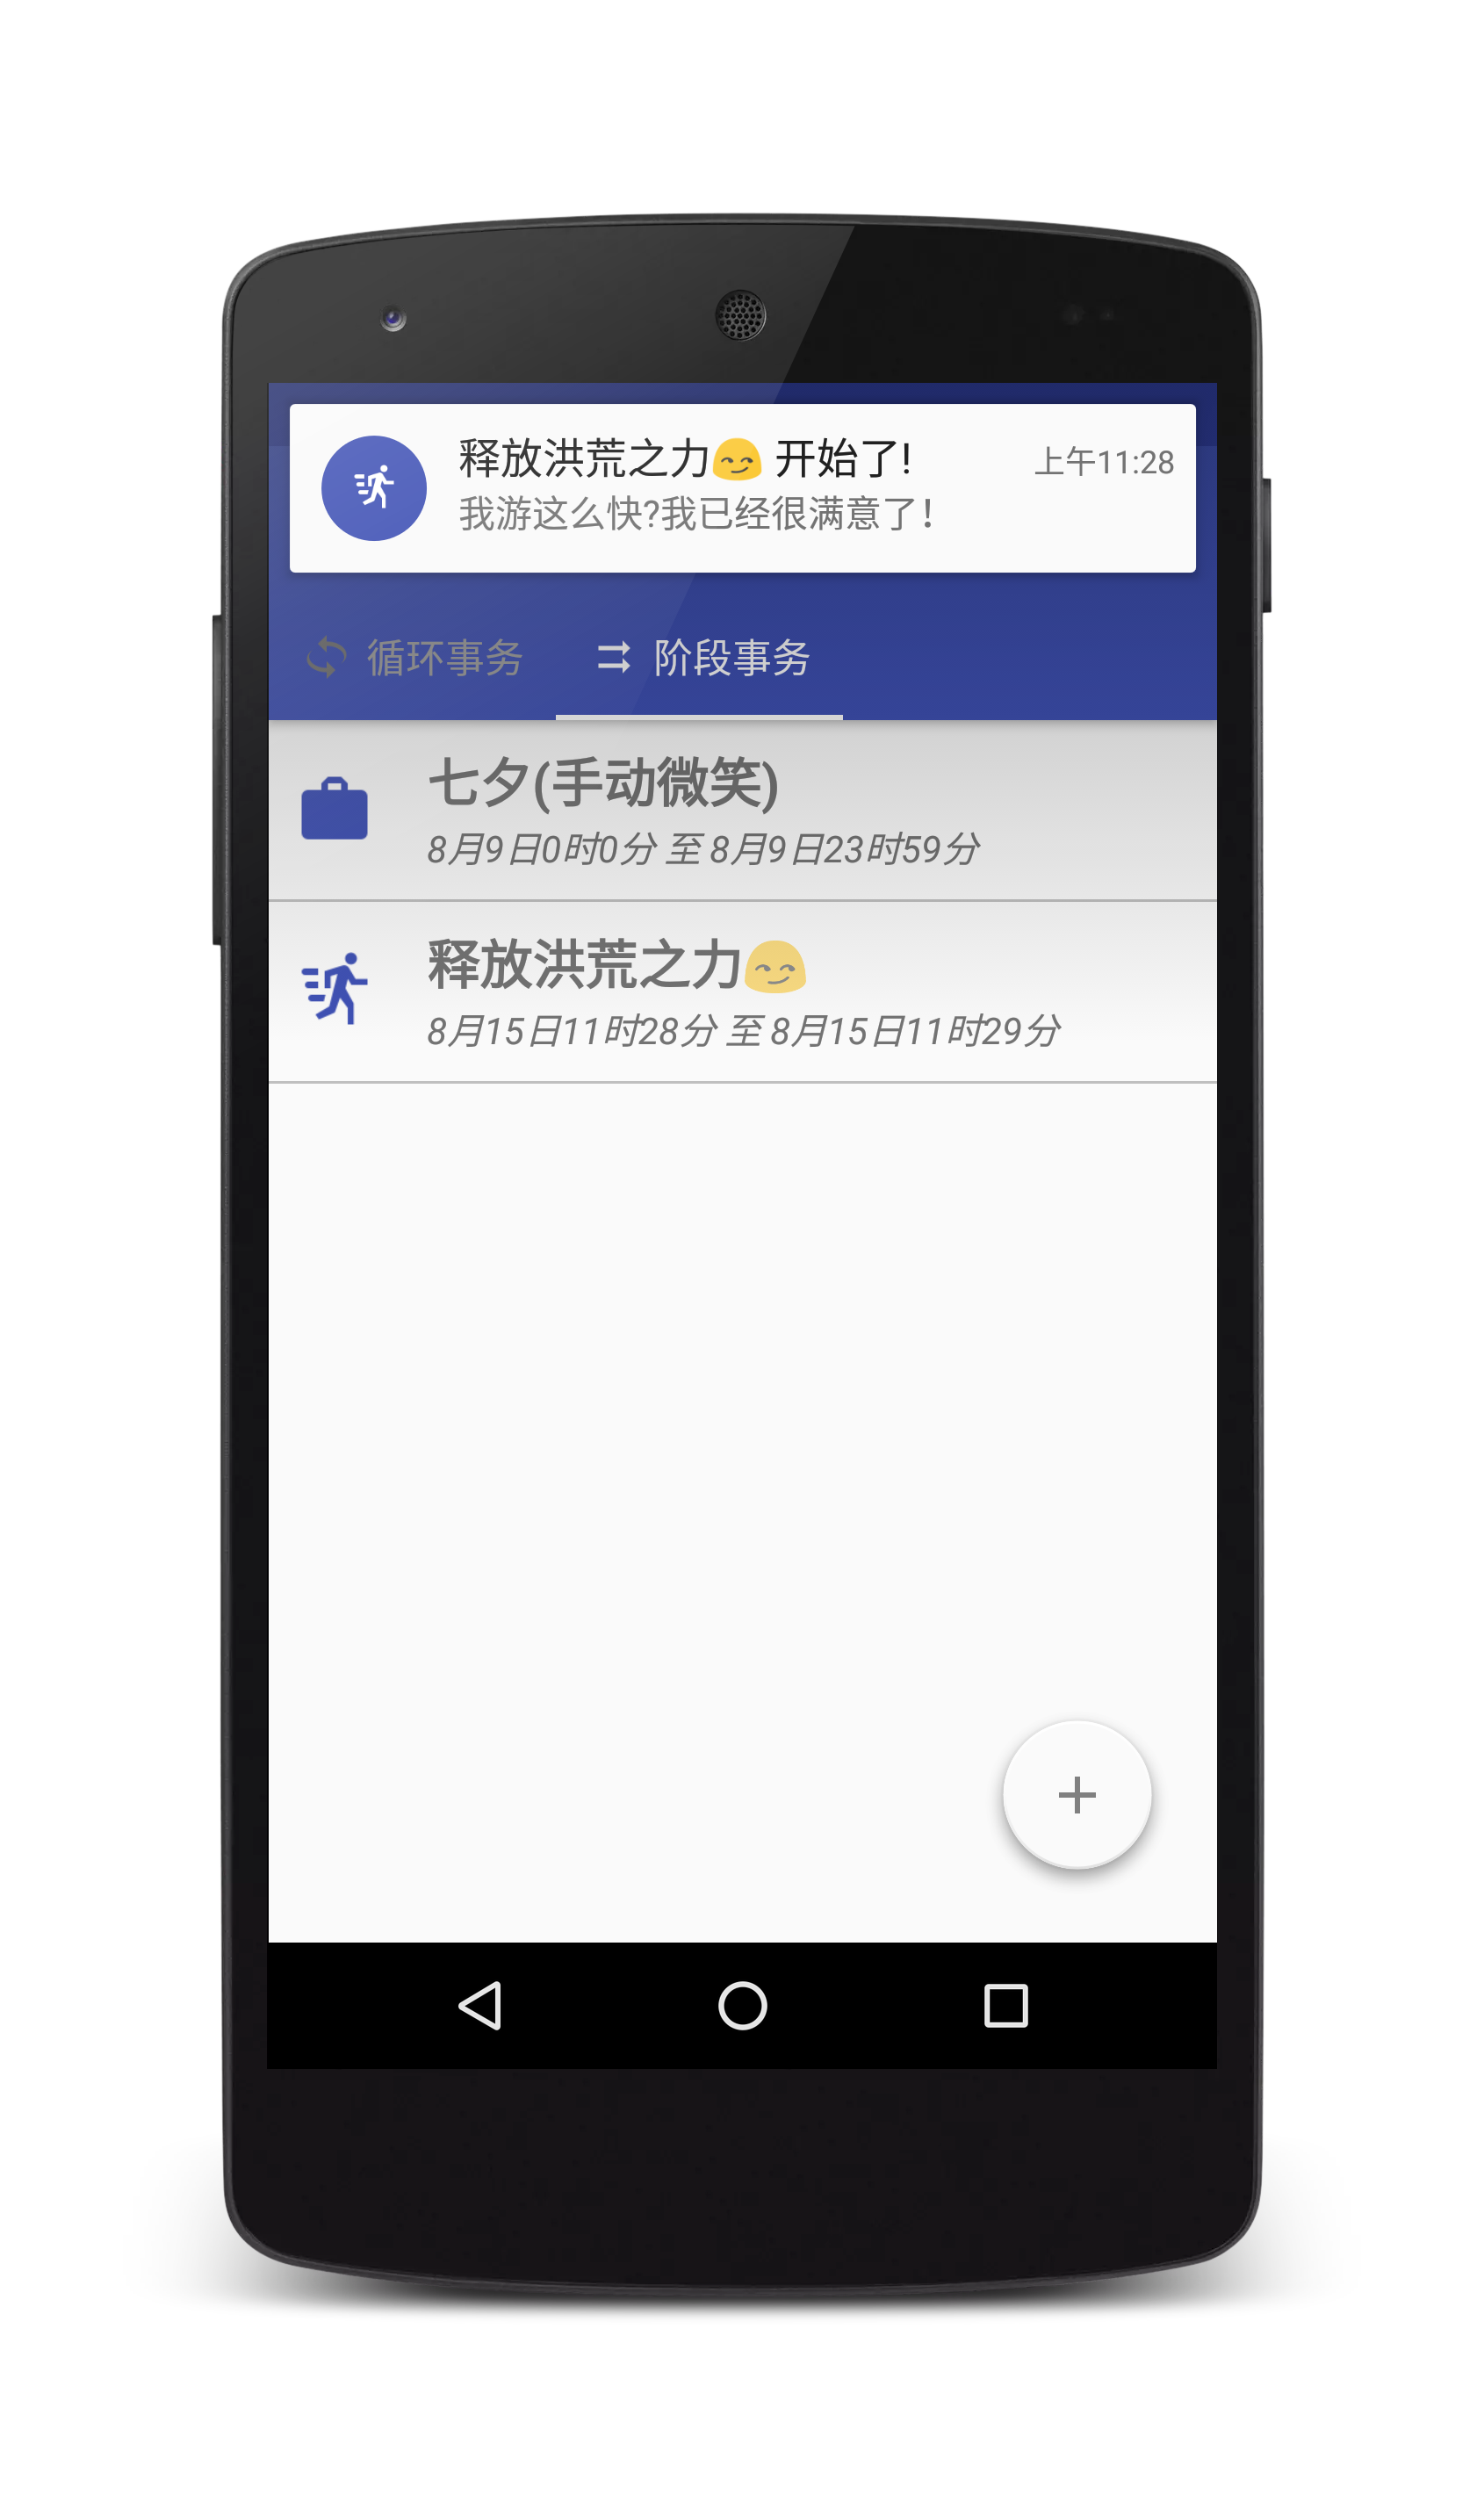 释放洪荒之力😏 开始了! 上午11:28
我游这么快?我已经很满意了!
循环事务 阶段事务
七夕(手动微笑)
8月9日0时0分 至 8月9日23时59分
释放洪荒之力😏
8月15日11时28分 至 8月15日11时29分